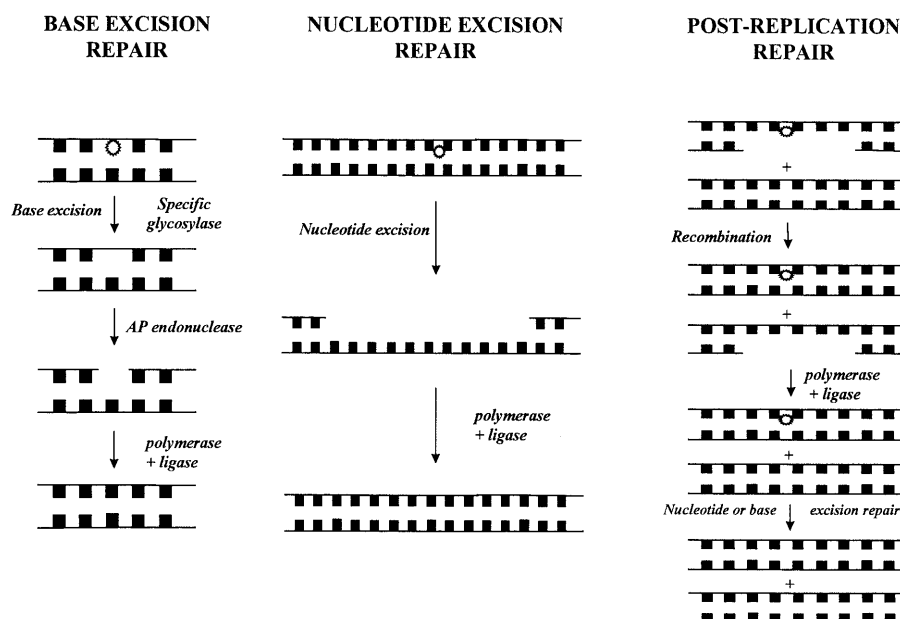 BASE EXCISION
REPAIR
Base excision
Specific
glycosylase
AP endonuclease
polymerase
+ ligase
NUCLEOTIDE EXCISION
REPAIR
Nucleotide excision
polymerase
+ ligase
POST-REPLICATION
REPAIR
+
Recombination
+
polymerase
+ ligase
+
Nucleotide or base excision repair
+